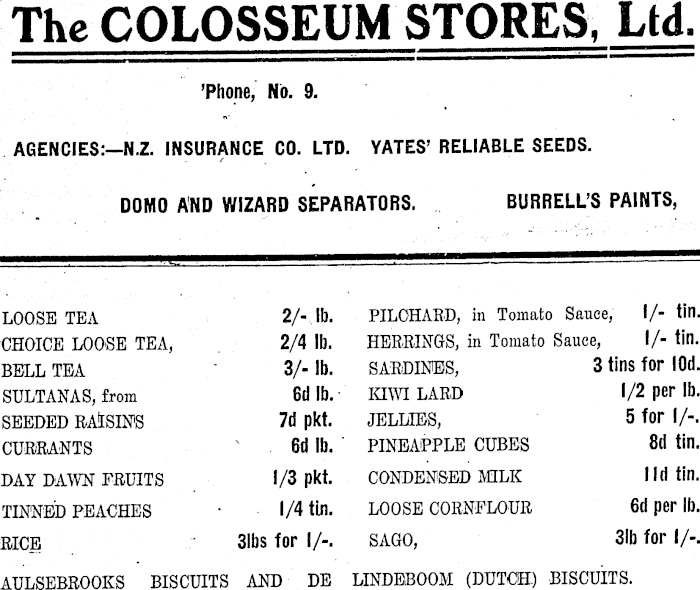 The COLOSSEUM STORES, Ltd.
'Phone, No. 9.
AGENCIES:—N.Z. INSURANCE CO. LTD. YATES' RELIABLE SEEDS.
DOMO AND WIZARD SEPARATORS. BURRELL'S PAINTS,
LOOSE TEA 2/- lb.
CHOICE LOOSE TEA, 2/4 lb.
BELL TEA 3/- lb.
SULTANAS, from 6d lb.
SEEDED RAISINS 7d pkt.
CURRANTS 6d lb.
DAY DAWN FRUITS 1/3 pkt.
TINNED PEACHES 1/4 tin.
RICE 3lbs for 1/-.
PILCHARD, in Tomato Sauce, 1/- tin.
HERRINGS, in Tomato Sauce, 1/- tin.
SARDINES, 3 tins for 10d.
KIWI LARD 1/2 per lb.
JELLIES, 5 for 1/-.
PINEAPPLE CUBES 8d tin.
CONDENSED MILK 11d tin.
LOOSE CORNFLOUR 6d per lb.
SAGO, 3lb for 1/-.
AULSEBROOKS BISCUITS AND DE LINDEBOOM (DUTCH) BISCUITS.